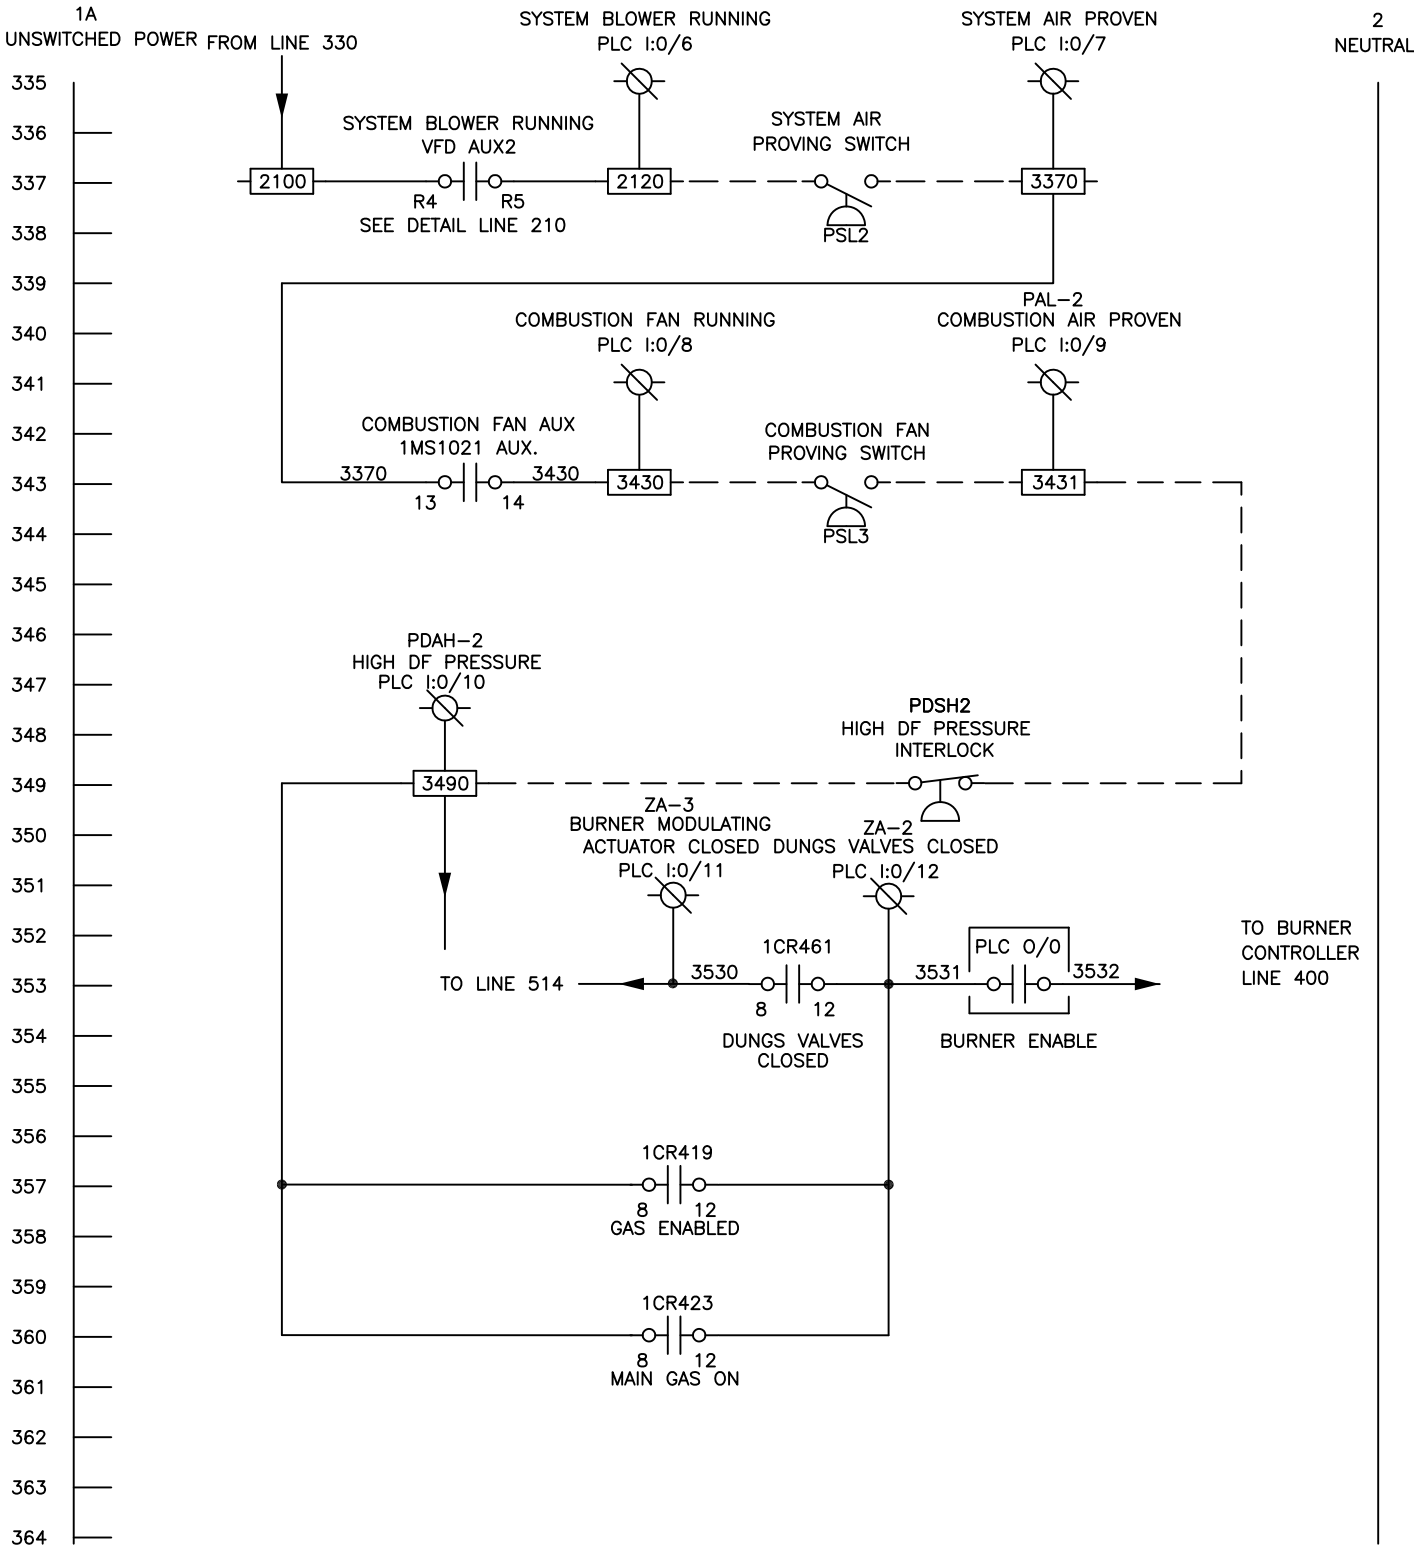 1A
UNSWITCHED POWER
FROM LINE 330
SYSTEM BLOWER RUNNING
PLC I:0/6
SYSTEM AIR PROVEN
PLC I:0/7
2
NEUTRAL
335
336
337
338
339
340
341
342
343
344
345
346
347
348
349
350
351
352
353
354
355
356
357
358
359
360
361
362
363
364
SYSTEM BLOWER RUNNING
VFD AUX2
2100
R4
R5
SEE DETAIL LINE 210
2120
SYSTEM AIR
PROVING SWITCH
PSL2
3370
COMBUSTION FAN RUNNING
PLC I:0/8
PAL-2
COMBUSTION AIR PROVEN
PLC I:0/9
COMBUSTION FAN AUX
1MS1021 AUX.
3370
13
14
3430
3430
COMBUSTION FAN
PROVING SWITCH
PSL3
3431
PDAH-2
HIGH DF PRESSURE
PLC I:0/10
3490
PDSH2
HIGH DF PRESSURE
INTERLOCK
ZA-3
BURNER MODULATING
ACTUATOR CLOSED
PLC I:0/11
ZA-2
DUNGS VALVES CLOSED
PLC I:0/12
TO LINE 514
3530
1CR461
8
12
DUNGS VALVES
CLOSED
3531
PLC O/0
3532
BURNER ENABLE
TO BURNER
CONTROLLER
LINE 400
1CR419
8
12
GAS ENABLED
1CR423
8
12
MAIN GAS ON